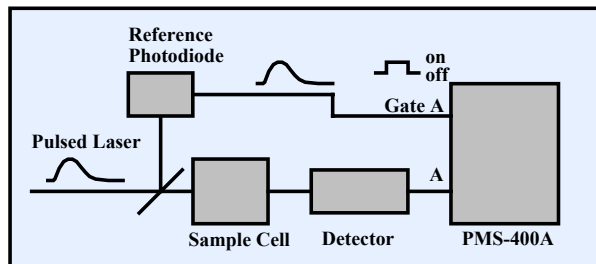 Reference
Photodiode
on
off
Gate A
Pulsed Laser
A
Sample Cell
Detector
PMS-400A